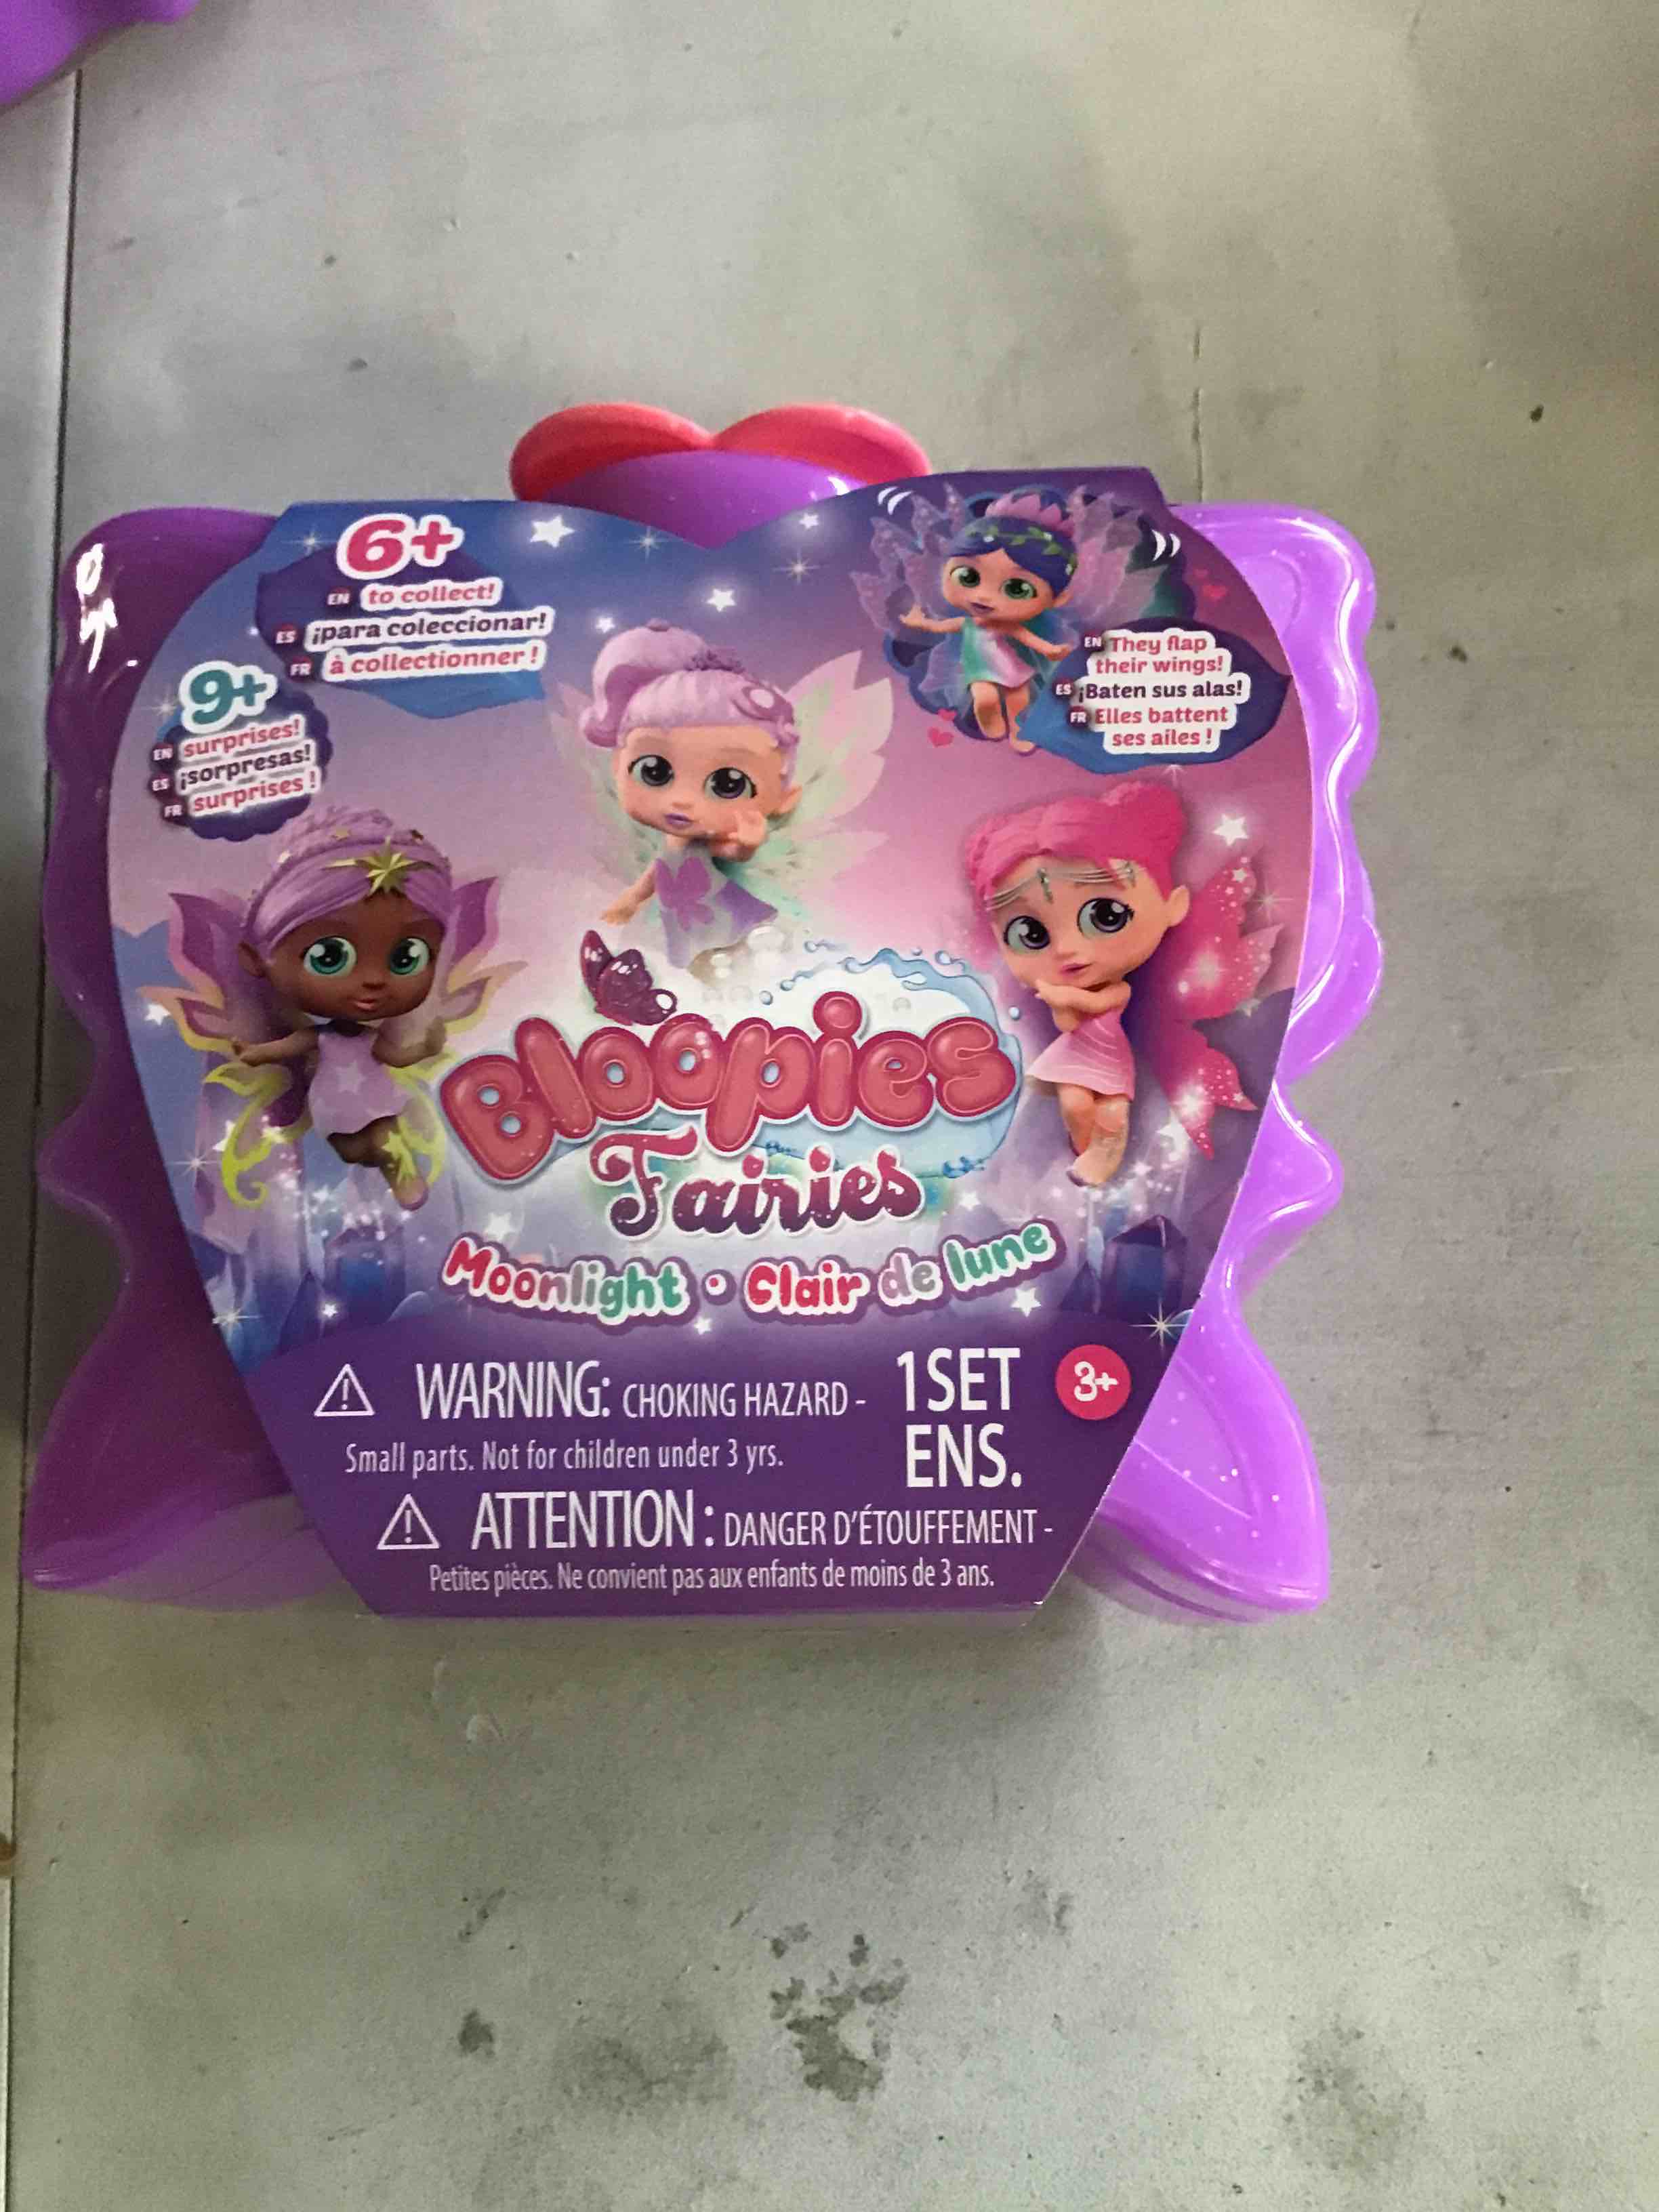 6+
EN to collect!
ES ¡para coleccionar!
FR à collectionner !
9+
EN surprises!
ES ¡sorpresas!
FR surprises !
EN They flap
their wings!
ES ¡Baten sus alas!
FR Elles battent
ses ailes !
Bloopies
Fairies
Moonlight • Clair de lune
WARNING: CHOKING HAZARD -
Small parts. Not for children under 3 yrs.
1 SET
ENS.
3+
ATTENTION : DANGER D'ÉTOUFFEMENT -
Petites pièces. Ne convient pas aux enfants de moins de 3 ans.